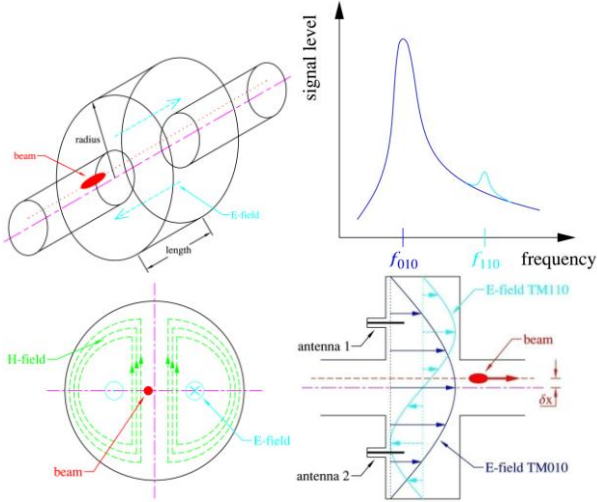 radius
beam
E-field
length
signal level
f010
f110
frequency
H-field
E-field
beam
E-field TM110
antenna 1
beam
δx
antenna 2
E-field TM010